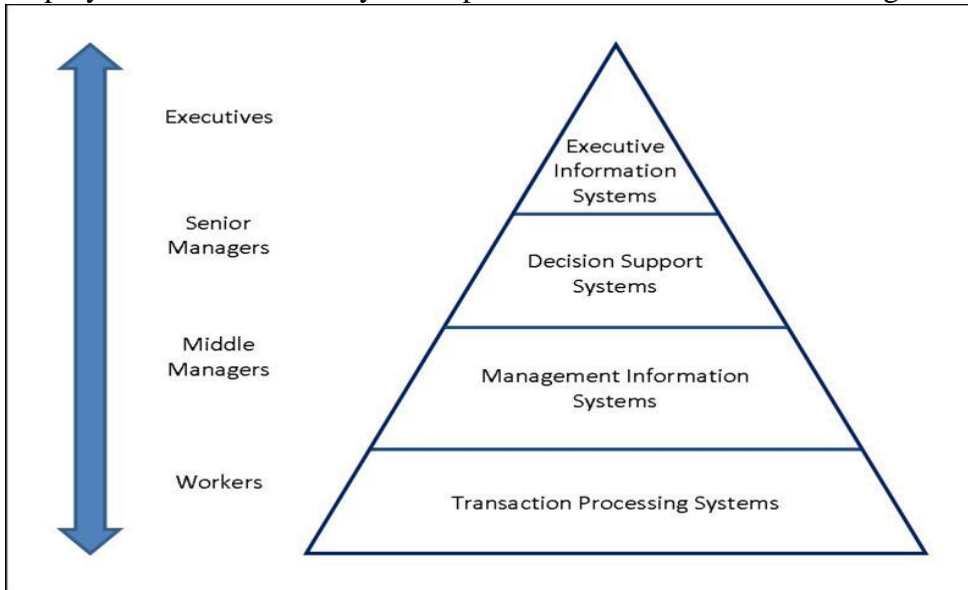 Executives
Executive
Information
Systems
Senior
Managers
Decision Support
Systems
Middle
Managers
Management Information
Systems
Workers
Transaction Processing Systems